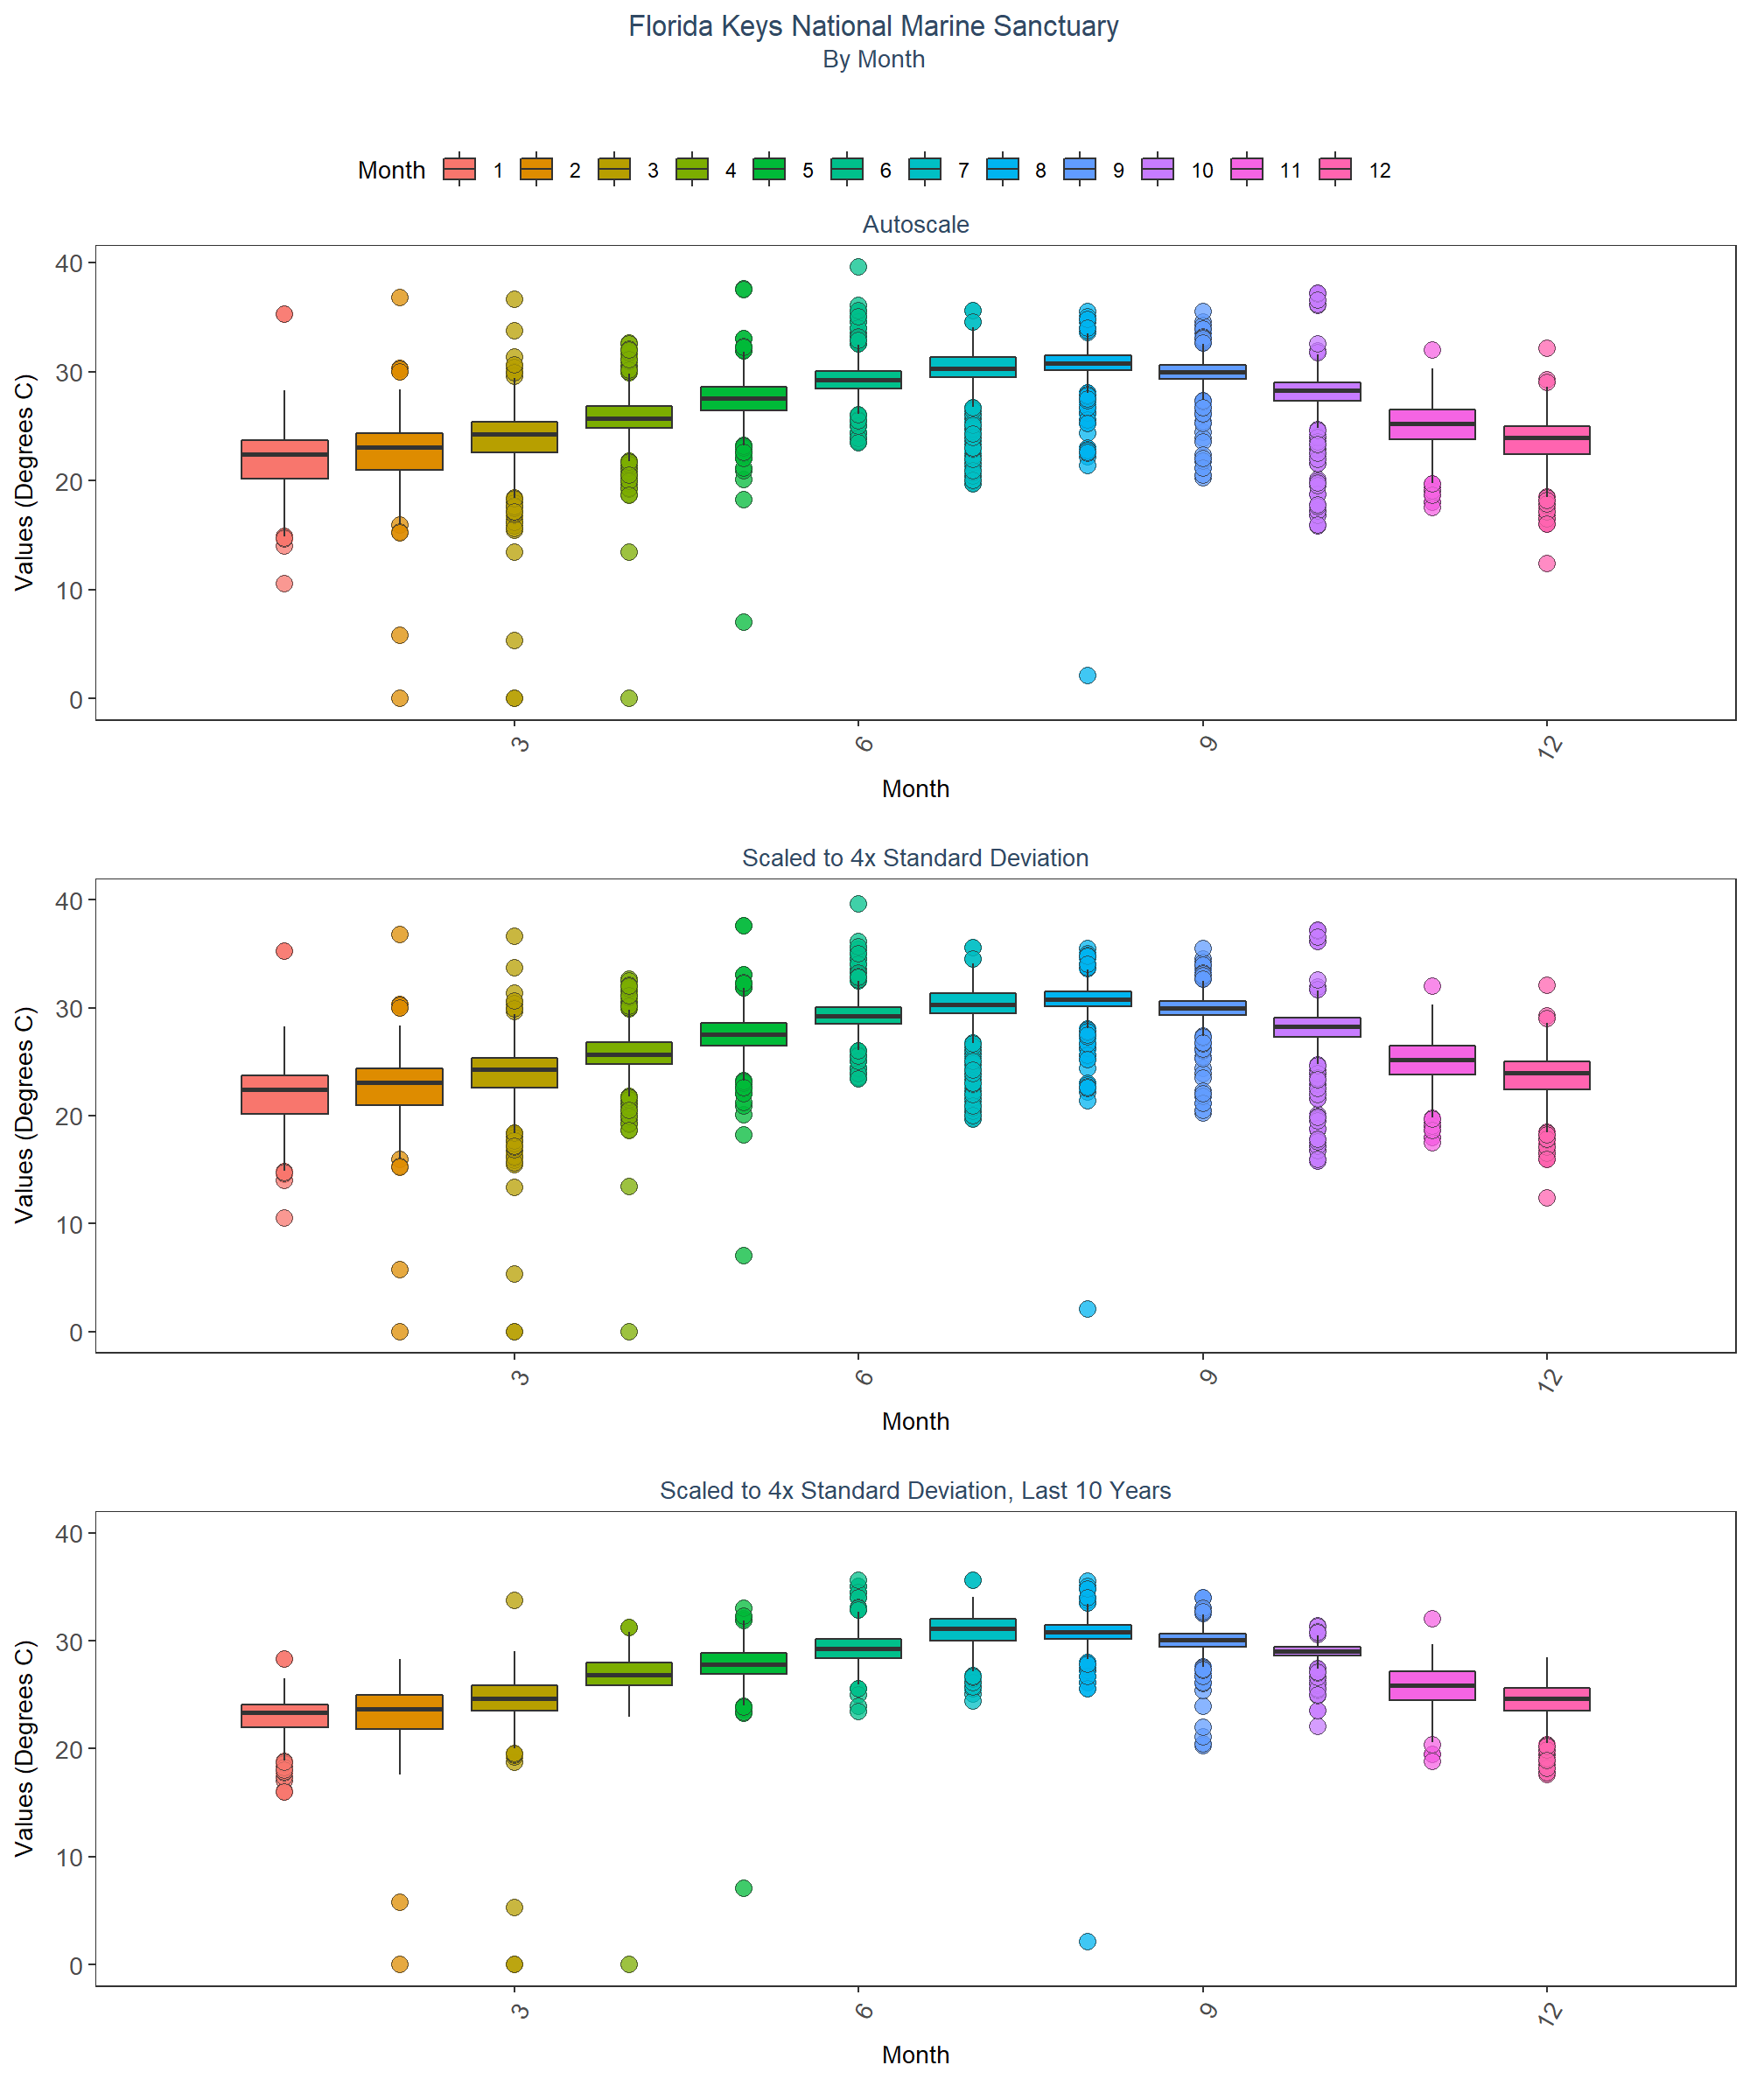 Florida Keys National Marine Sanctuary
By Month
Month 1 2 3 4 5 6 7 8 9 10 11 12
Autoscale
Values (Degrees C)
40
30
20
10
0
3 6 9 12
Month
Scaled to 4x Standard Deviation
Values (Degrees C)
40
30
20
10
0
3 6 9 12
Month
Scaled to 4x Standard Deviation, Last 10 Years
Values (Degrees C)
40
30
20
10
0
3 6 9 12
Month